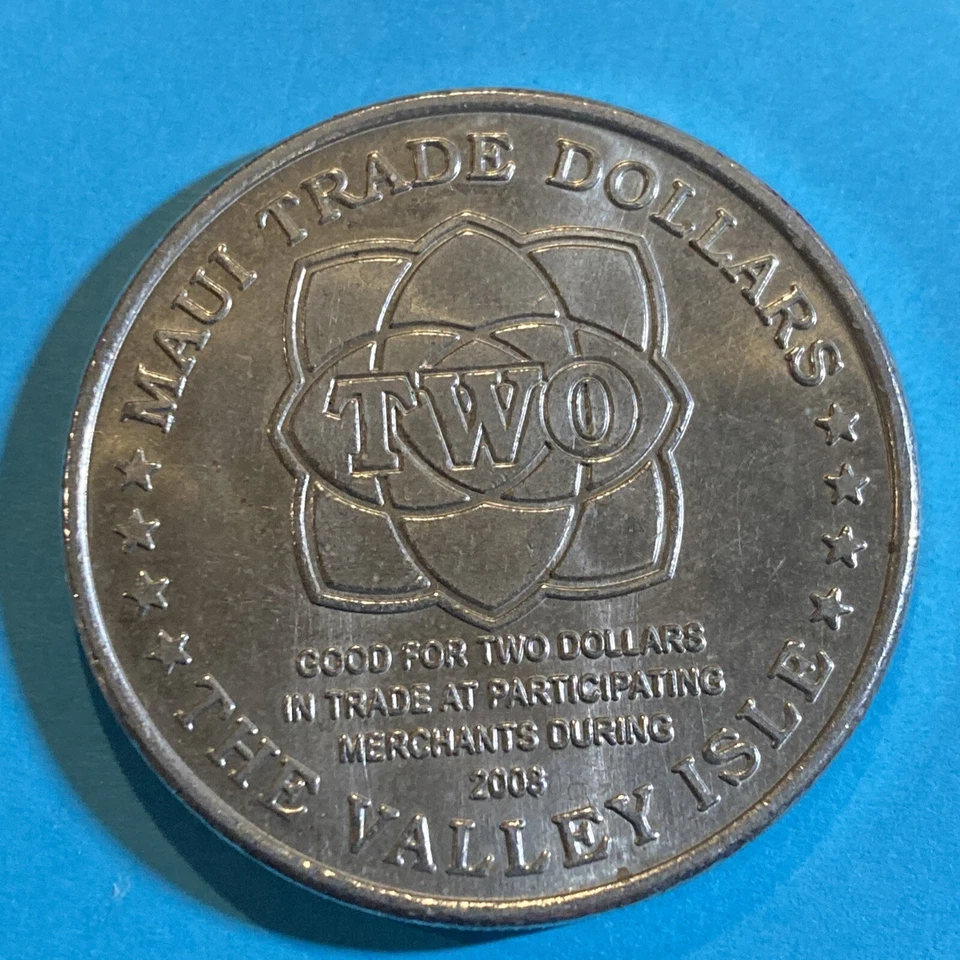 MAUI TRADE DOLLARS
TWO
GOOD FOR TWO DOLLARS
IN TRADE AT PARTICIPATING
MERCHANTS DURING
2008
THE VALLEY ISLE